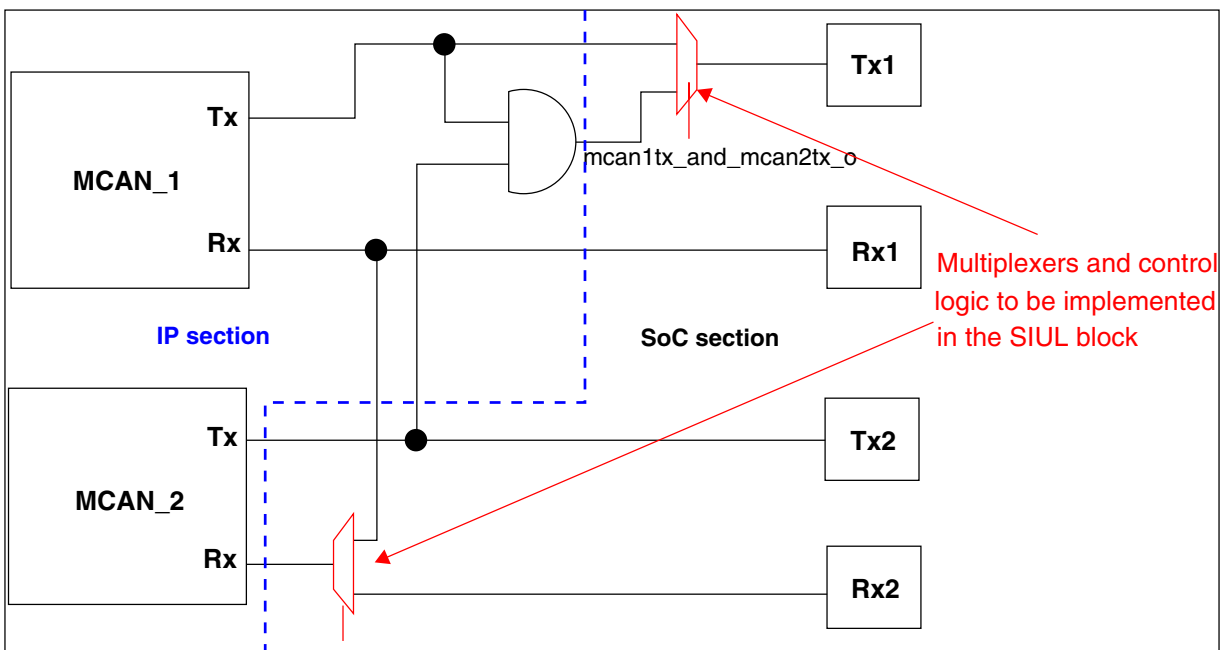 Tx
MCAN_1
Rx
Tx1
mcan1tx_and_mcan2tx_o
Rx1
Multiplexers and control
logic to be implemented
in the SIUL block
IP section
SoC section
Tx
MCAN_2
Rx
Tx2
Rx2